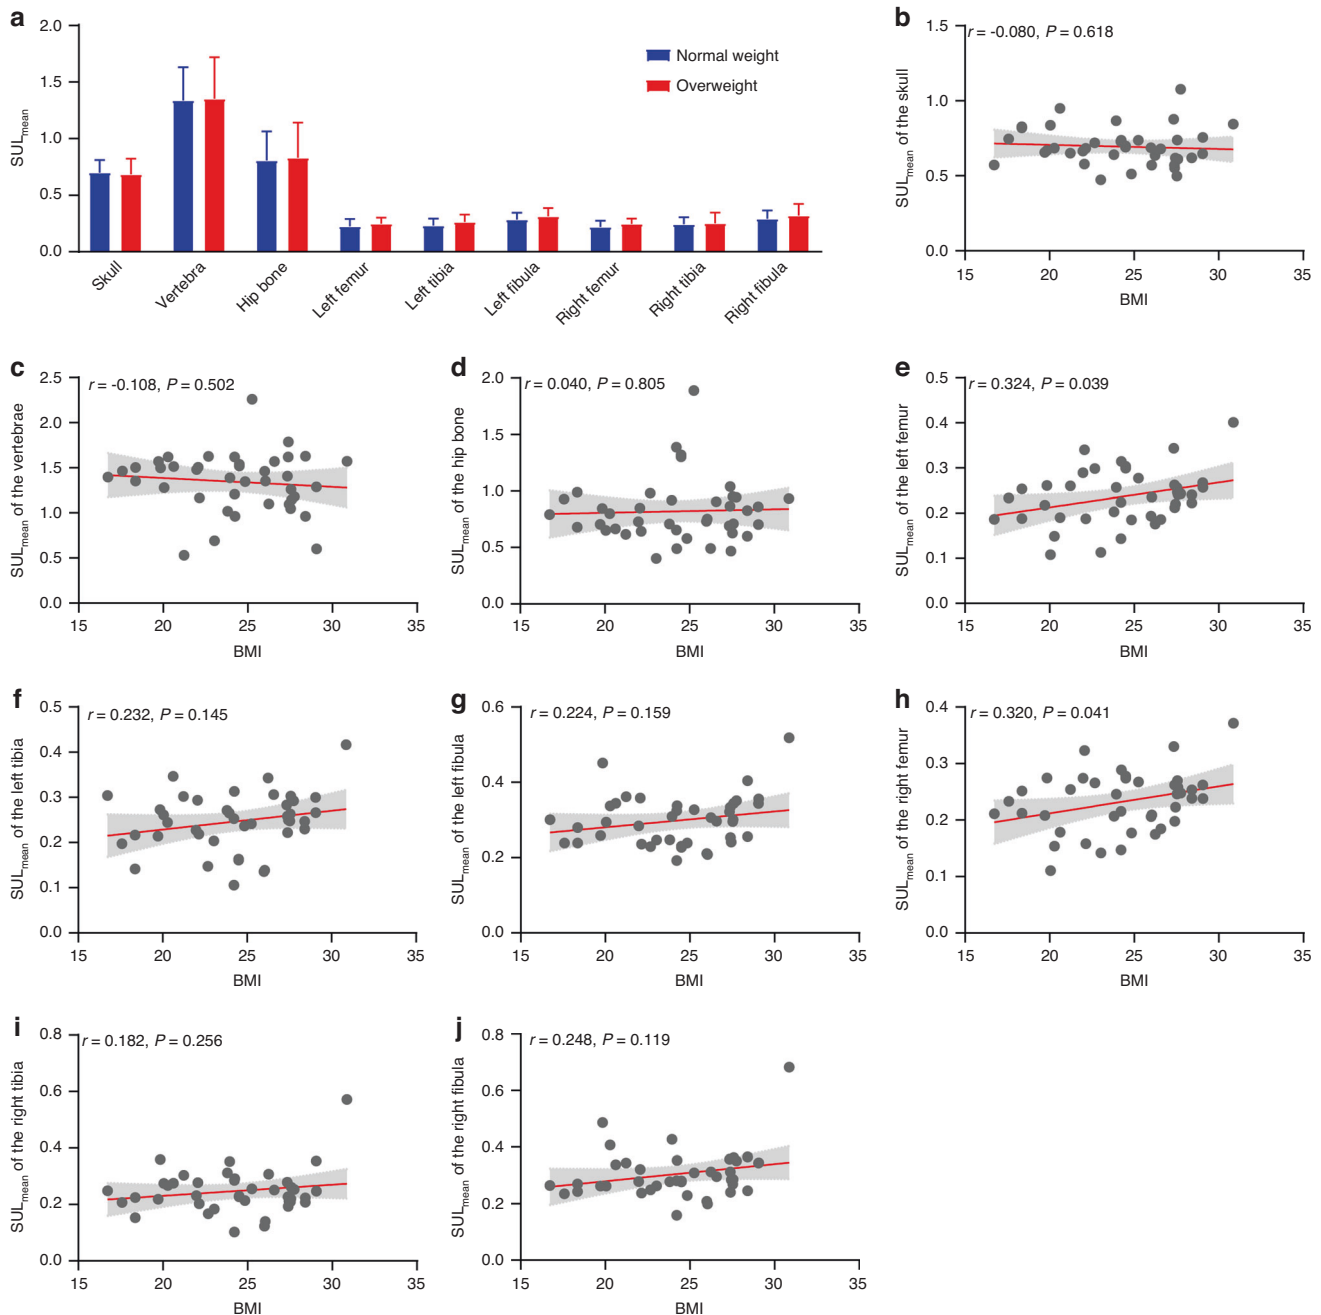 a
2.0
1.5
1.0
0.5
0.0
SULmean
Normal weight
Overweight
Skull
Vertebra
Hip bone
Left femur
Left tibia
Left fibula
Right femur
Right tibia
Right fibula
b
r = -0.080, P = 0.618
1.5
1.0
0.5
0.0
SULmean of the skull
15 20 25 30 35
BMI
c
r = -0.108, P = 0.502
2.5
2.0
1.5
1.0
0.5
0.0
SULmean of the vertebrae
15 20 25 30 35
BMI
d
r = 0.040, P = 0.805
2.0
1.5
1.0
0.5
0.0
SULmean of the hip bone
15 20 25 30 35
BMI
e
r = 0.324, P = 0.039
0.5
0.4
0.3
0.2
0.1
0.0
SULmean of the left femur
15 20 25 30 35
BMI
f
r = 0.232, P = 0.145
0.5
0.4
0.3
0.2
0.1
0.0
SULmean of the left tibia
15 20 25 30 35
BMI
g
r = 0.224, P = 0.159
0.6
0.4
0.2
0.0
SULmean of the left fibula
15 20 25 30 35
BMI
h
r = 0.320, P = 0.041
0.4
0.3
0.2
0.1
0.0
SULmean of the right femur
15 20 25 30 35
BMI
i
r = 0.182, P = 0.256
0.8
0.6
0.4
0.2
0.0
SULmean of the right tibia
15 20 25 30 35
BMI
j
r = 0.248, P = 0.119
0.8
0.6
0.4
0.2
0.0
SULmean of the right fibula
15 20 25 30 35
BMI